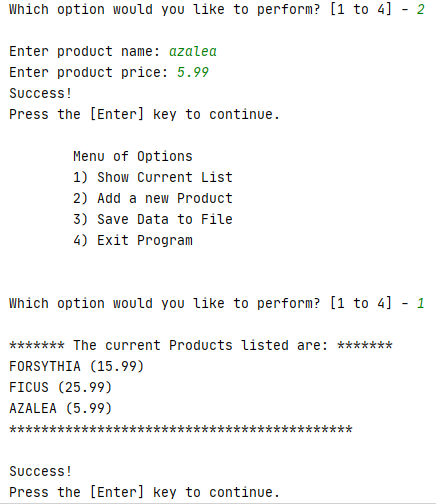 Which option would you like to perform? [1 to 4] - 2
Enter product name: azalea
Enter product price: 5.99
Success!
Press the [Enter] key to continue.
Menu of Options
1) Show Current List
2) Add a new Product
3) Save Data to File
4) Exit Program
Which option would you like to perform? [1 to 4] - 1
******* The current Products listed are: *******
FORSYTHIA (15.99)
FICUS (25.99)
AZALEA (5.99)
*******************************************
Success!
Press the [Enter] key to continue.